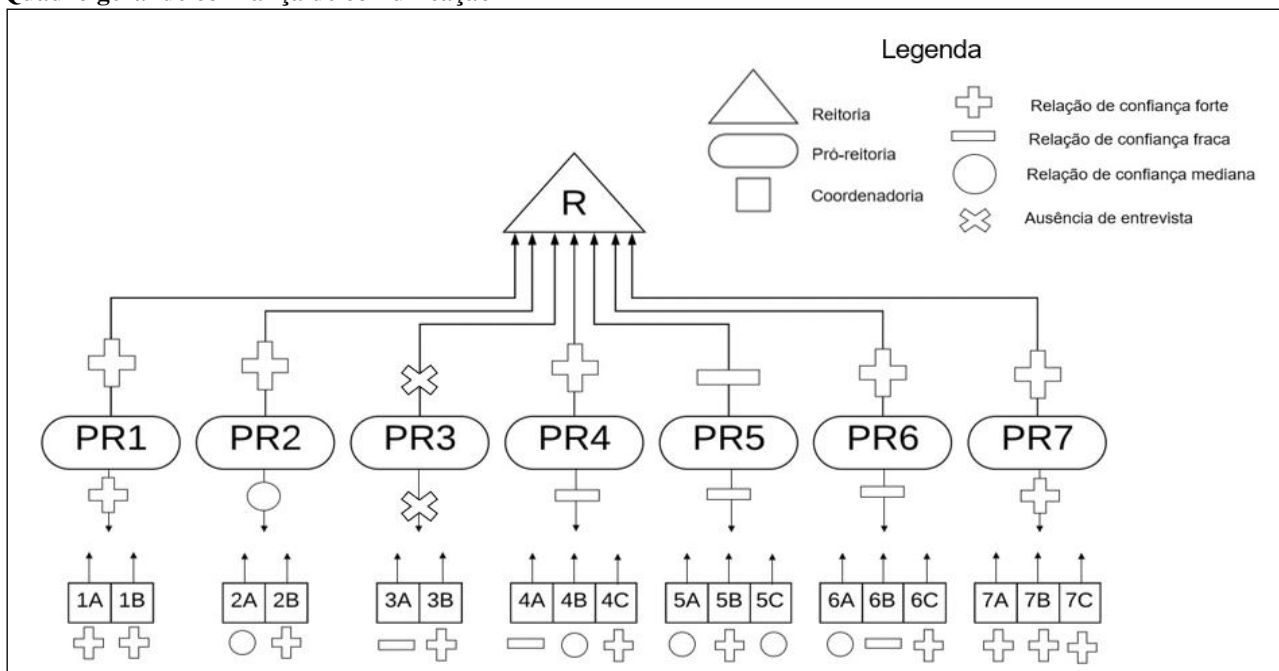 Legenda
Reitoria
Pró-reitoria
Coordenadoria
Relação de confiança forte
Relação de confiança fraca
Relação de confiança mediana
Ausência de entrevista
R
PR1 PR2 PR3 PR4 PR5 PR6 PR7
1A 1B 2A 2B 3A 3B 4A 4B 4C 5A 5B 5C 6A 6B 6C 7A 7B 7C